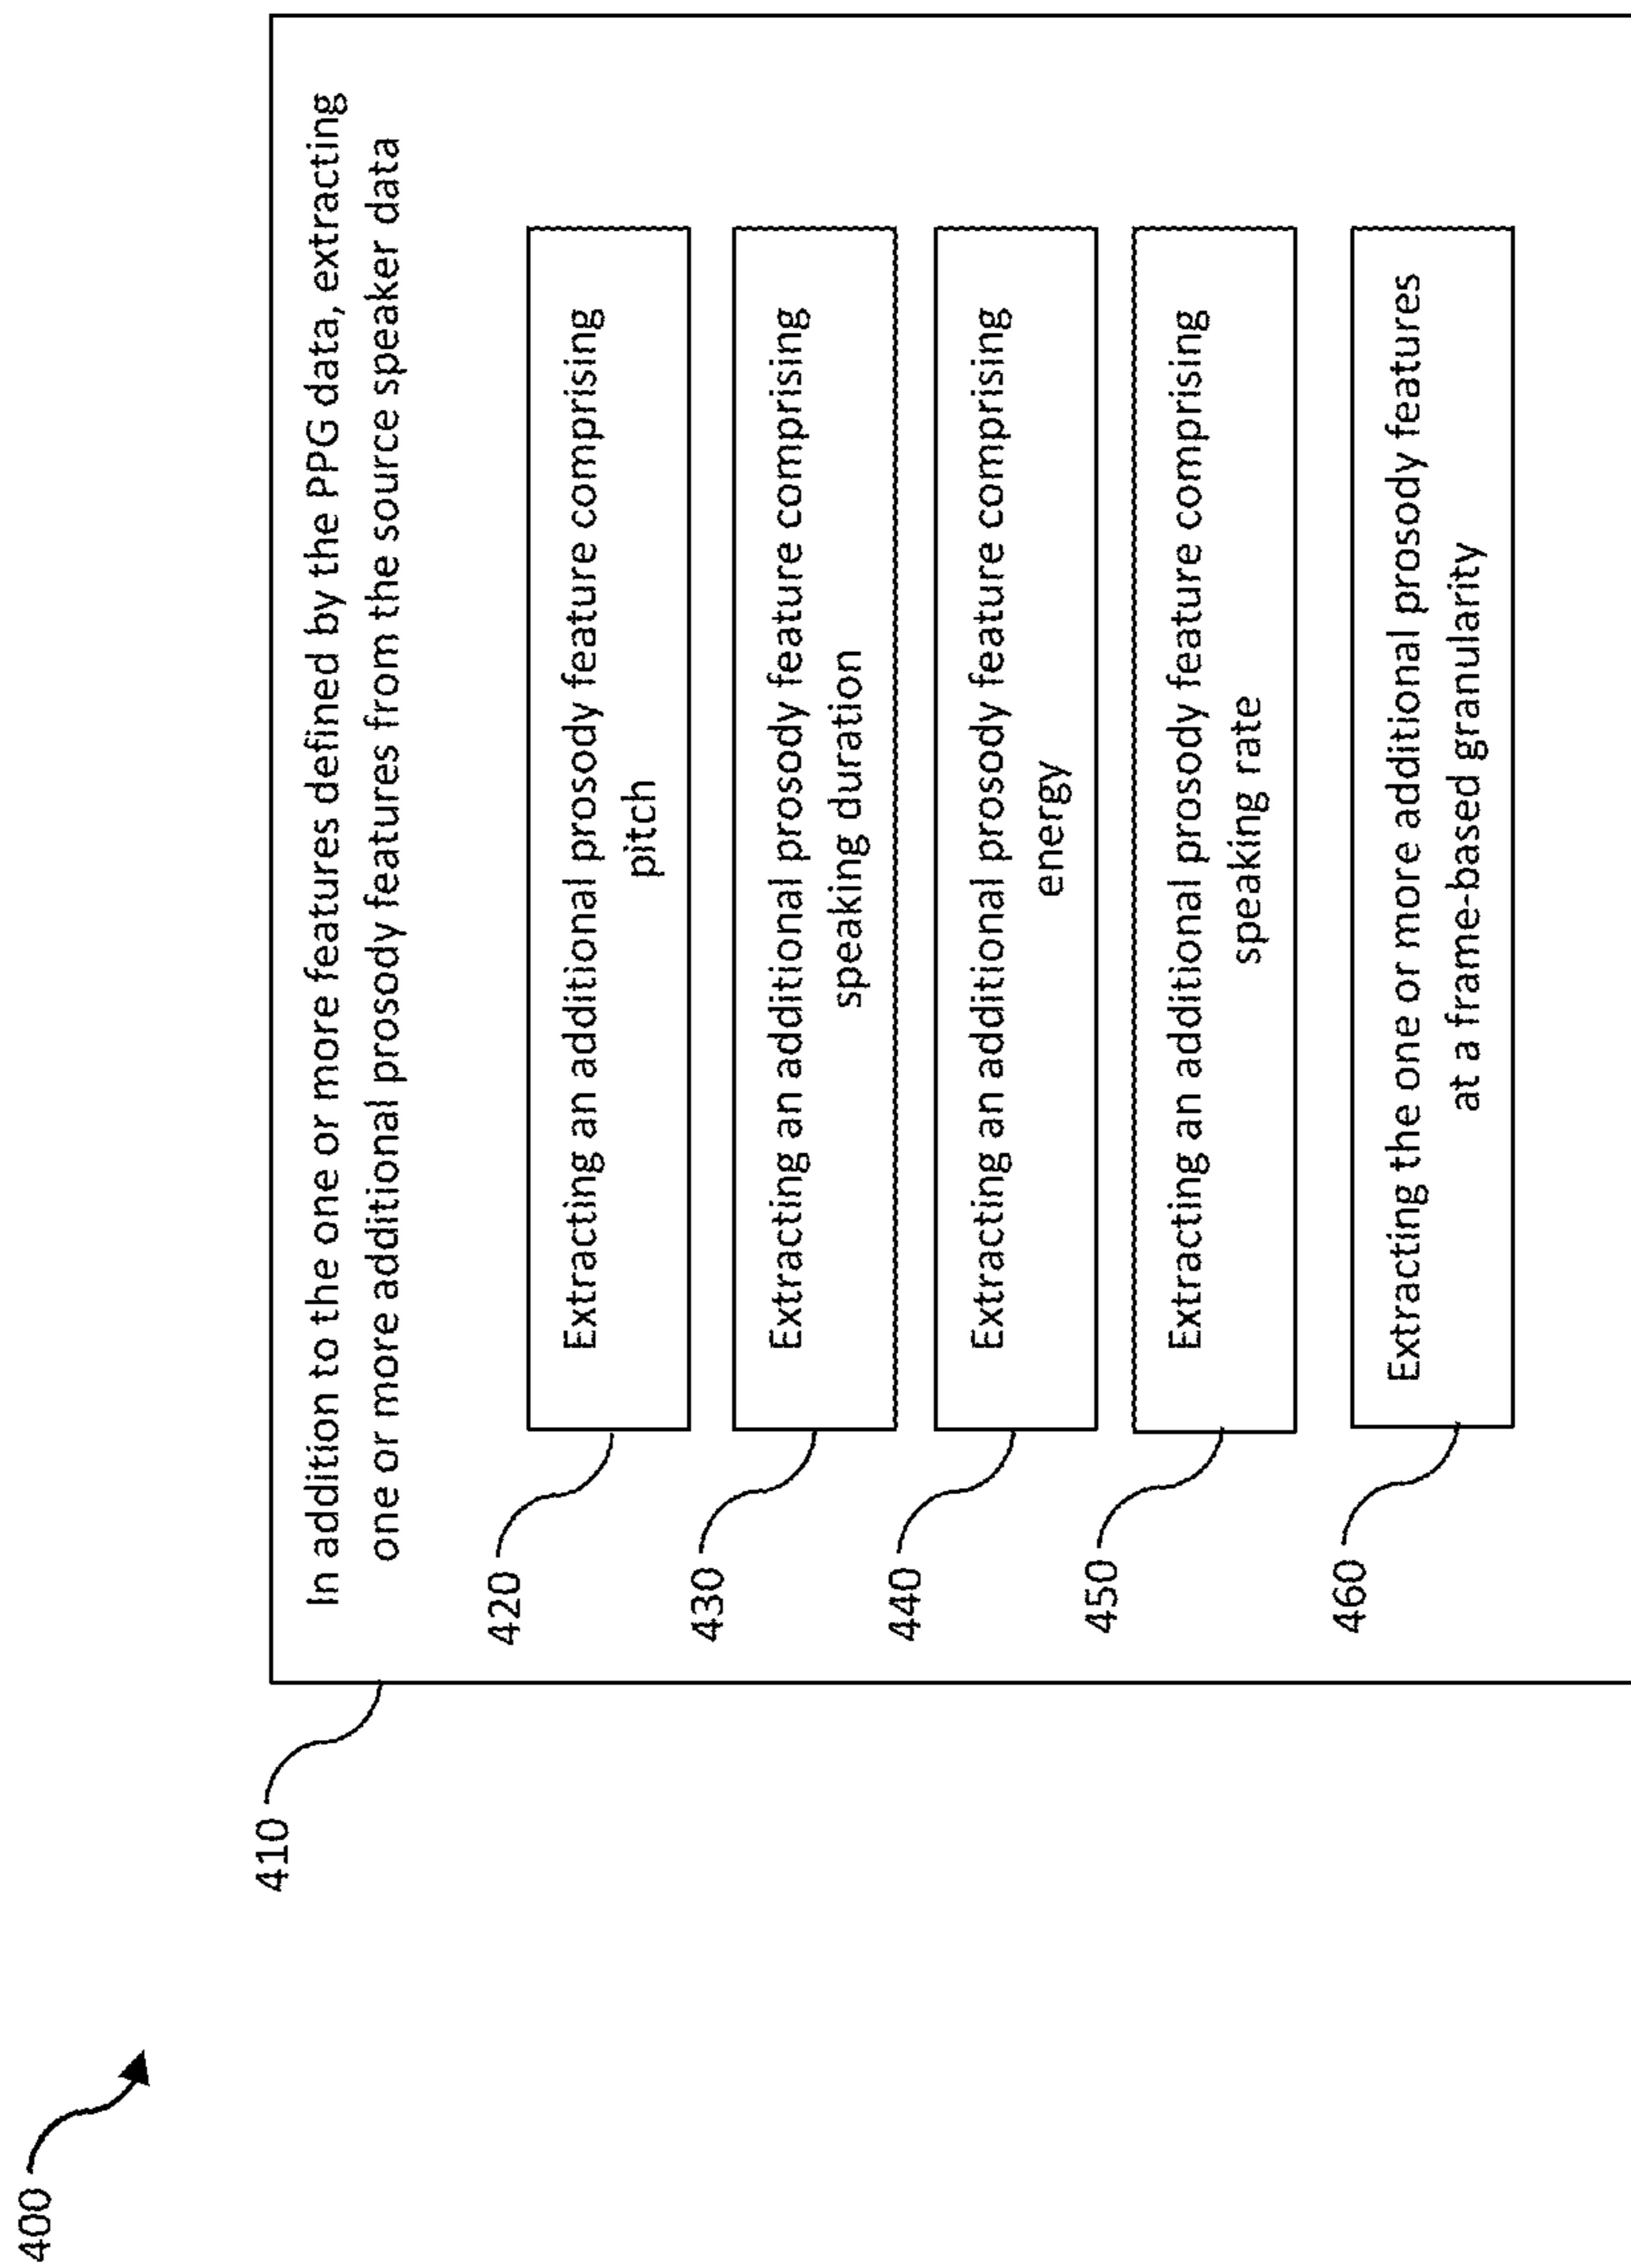 400
410
In addition to the one or more features defined by the PPG data, extracting
one or more additional prosody features from the source speaker data
420
Extracting an additional prosody feature comprising
pitch
430
Extracting an additional prosody feature comprising
speaking duration
440
Extracting an additional prosody feature comprising
energy
450
Extracting an additional prosody feature comprising
speaking rate
460
Extracting the one or more additional prosody features
at a frame-based granularity